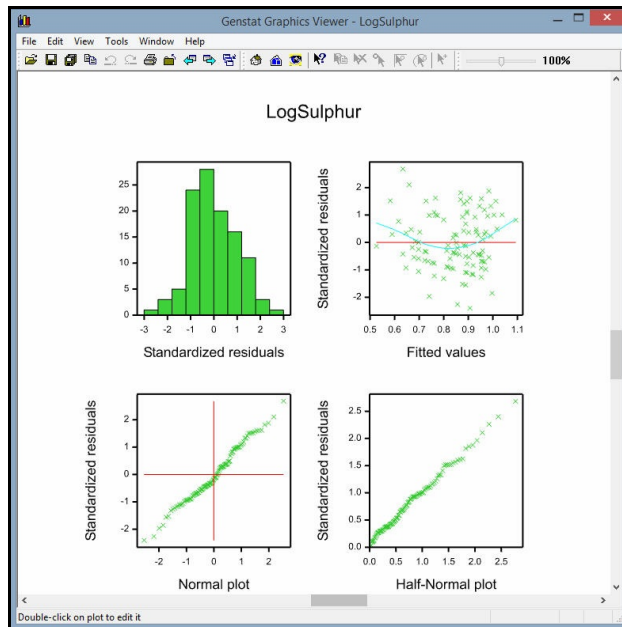 Genstat Graphics Viewer - LogSulphur
File Edit View Tools Window Help
100%
LogSulphur
25
20
15
10
5
0
-3 -2 -1 0 1 2 3
Standardized residuals
Standardized residuals
2
1
0
-1
-2
0.5 0.6 0.7 0.8 0.9 1.0 1.1
Fitted values
Standardized residuals
2
1
0
-1
-2
-2 -1 0 1 2
Normal plot
Standardized residuals
2.5
2.0
1.5
1.0
0.5
0.0
0.0 0.5 1.0 1.5 2.0 2.5
Half-Normal plot
Double-click on plot to edit it